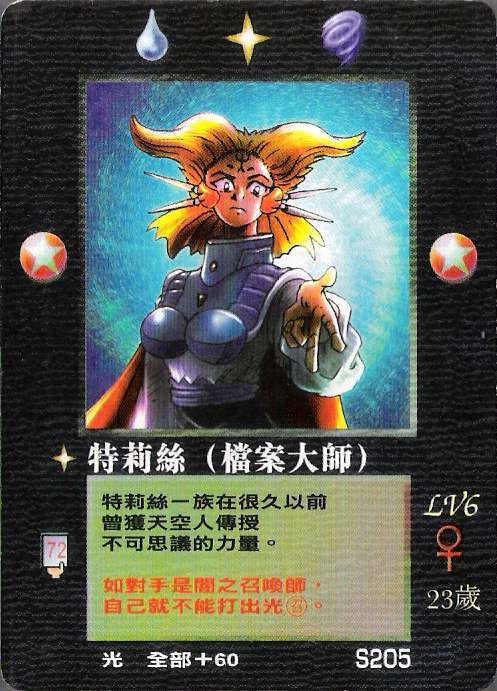 特莉絲（檔案大師）
特莉絲一族在很久以前
曾獲天空人傳授
不可思議的力量。
如對手是闇之召喚師，
自己就不能打出光召。
LV6
♀
23歲
72
光　全部＋60
S205